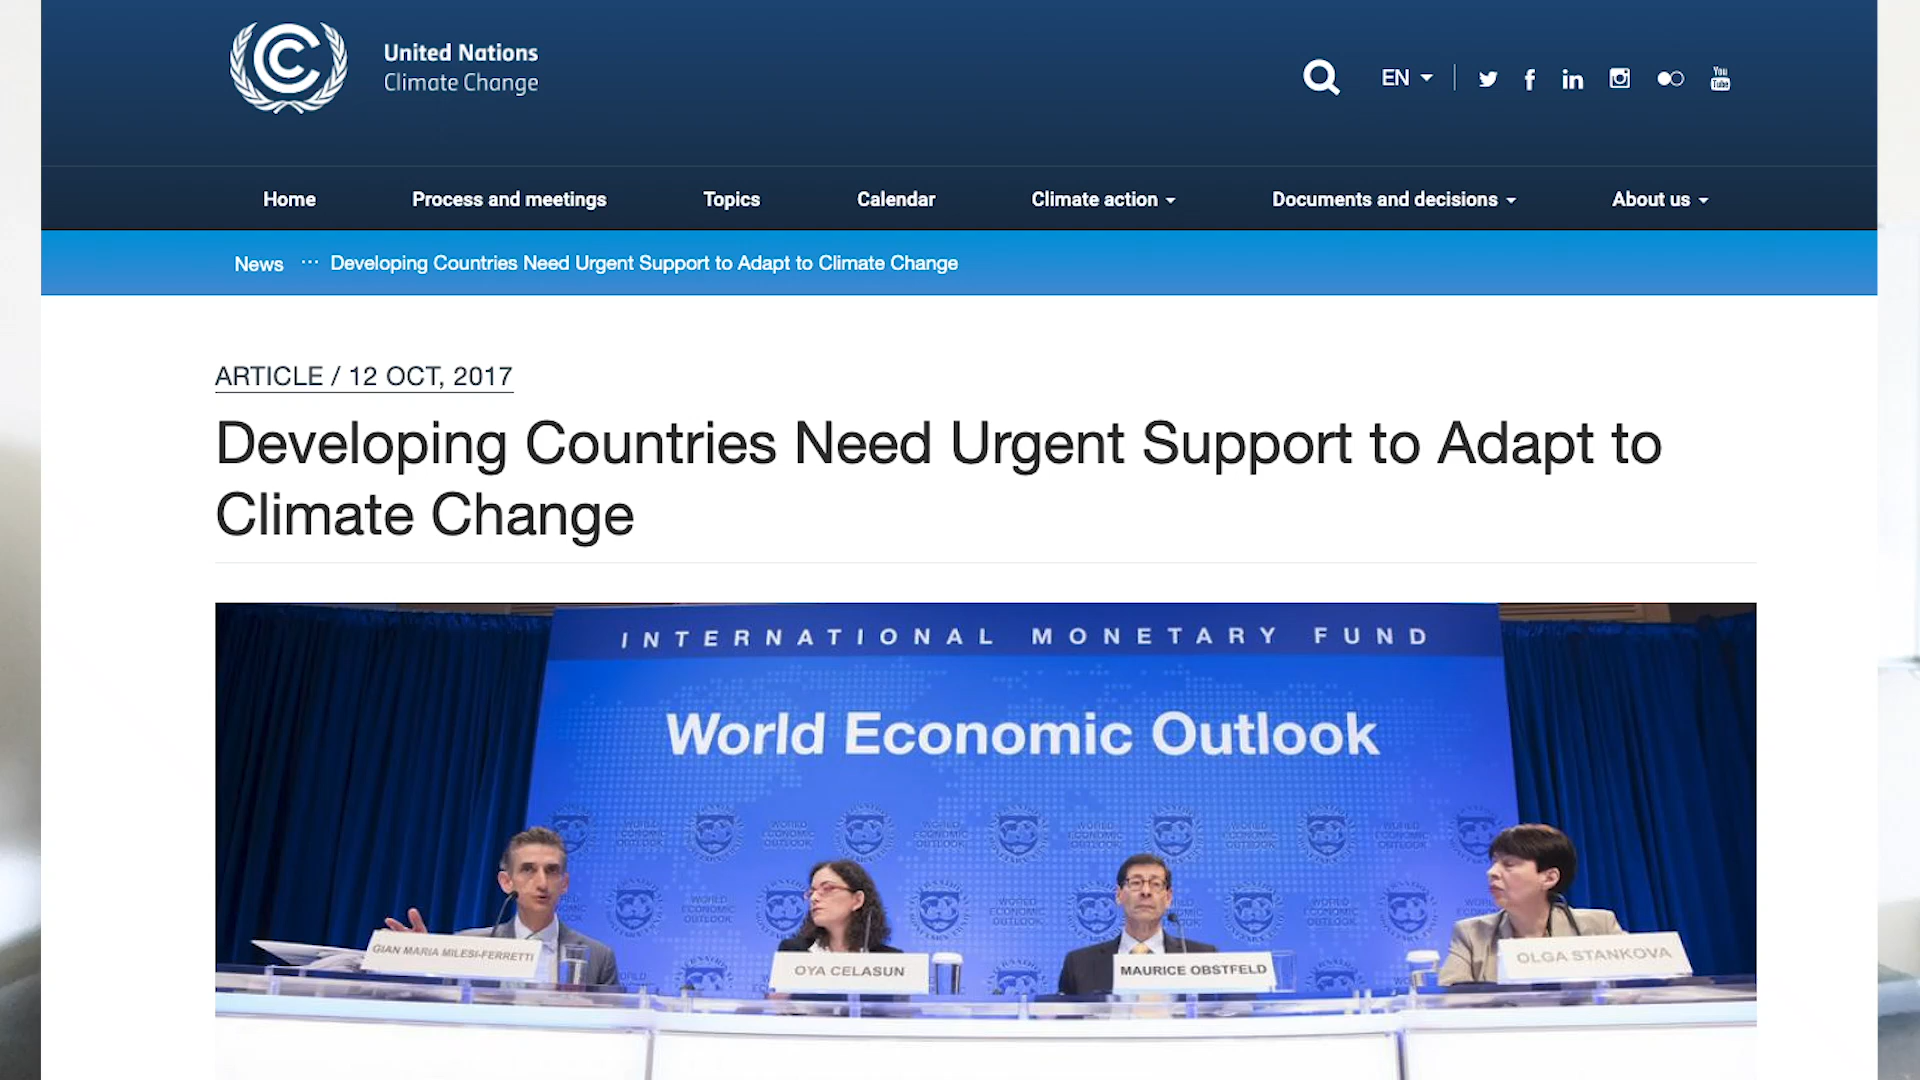 United Nations
Climate Change
EN
You
Tube
Home
Process and meetings
Topics
Calendar
Climate action
Documents and decisions
About us
News ... Developing Countries Need Urgent Support to Adapt to Climate Change
ARTICLE / 12 OCT, 2017
Developing Countries Need Urgent Support to Adapt to
Climate Change
INTERNATIONAL MONETARY FUND
World Economic Outlook
GIAN MARIA MILESI-FERRETTI
OYA CELASUN
MAURICE OBSTFELD
OLGA STANKOVA